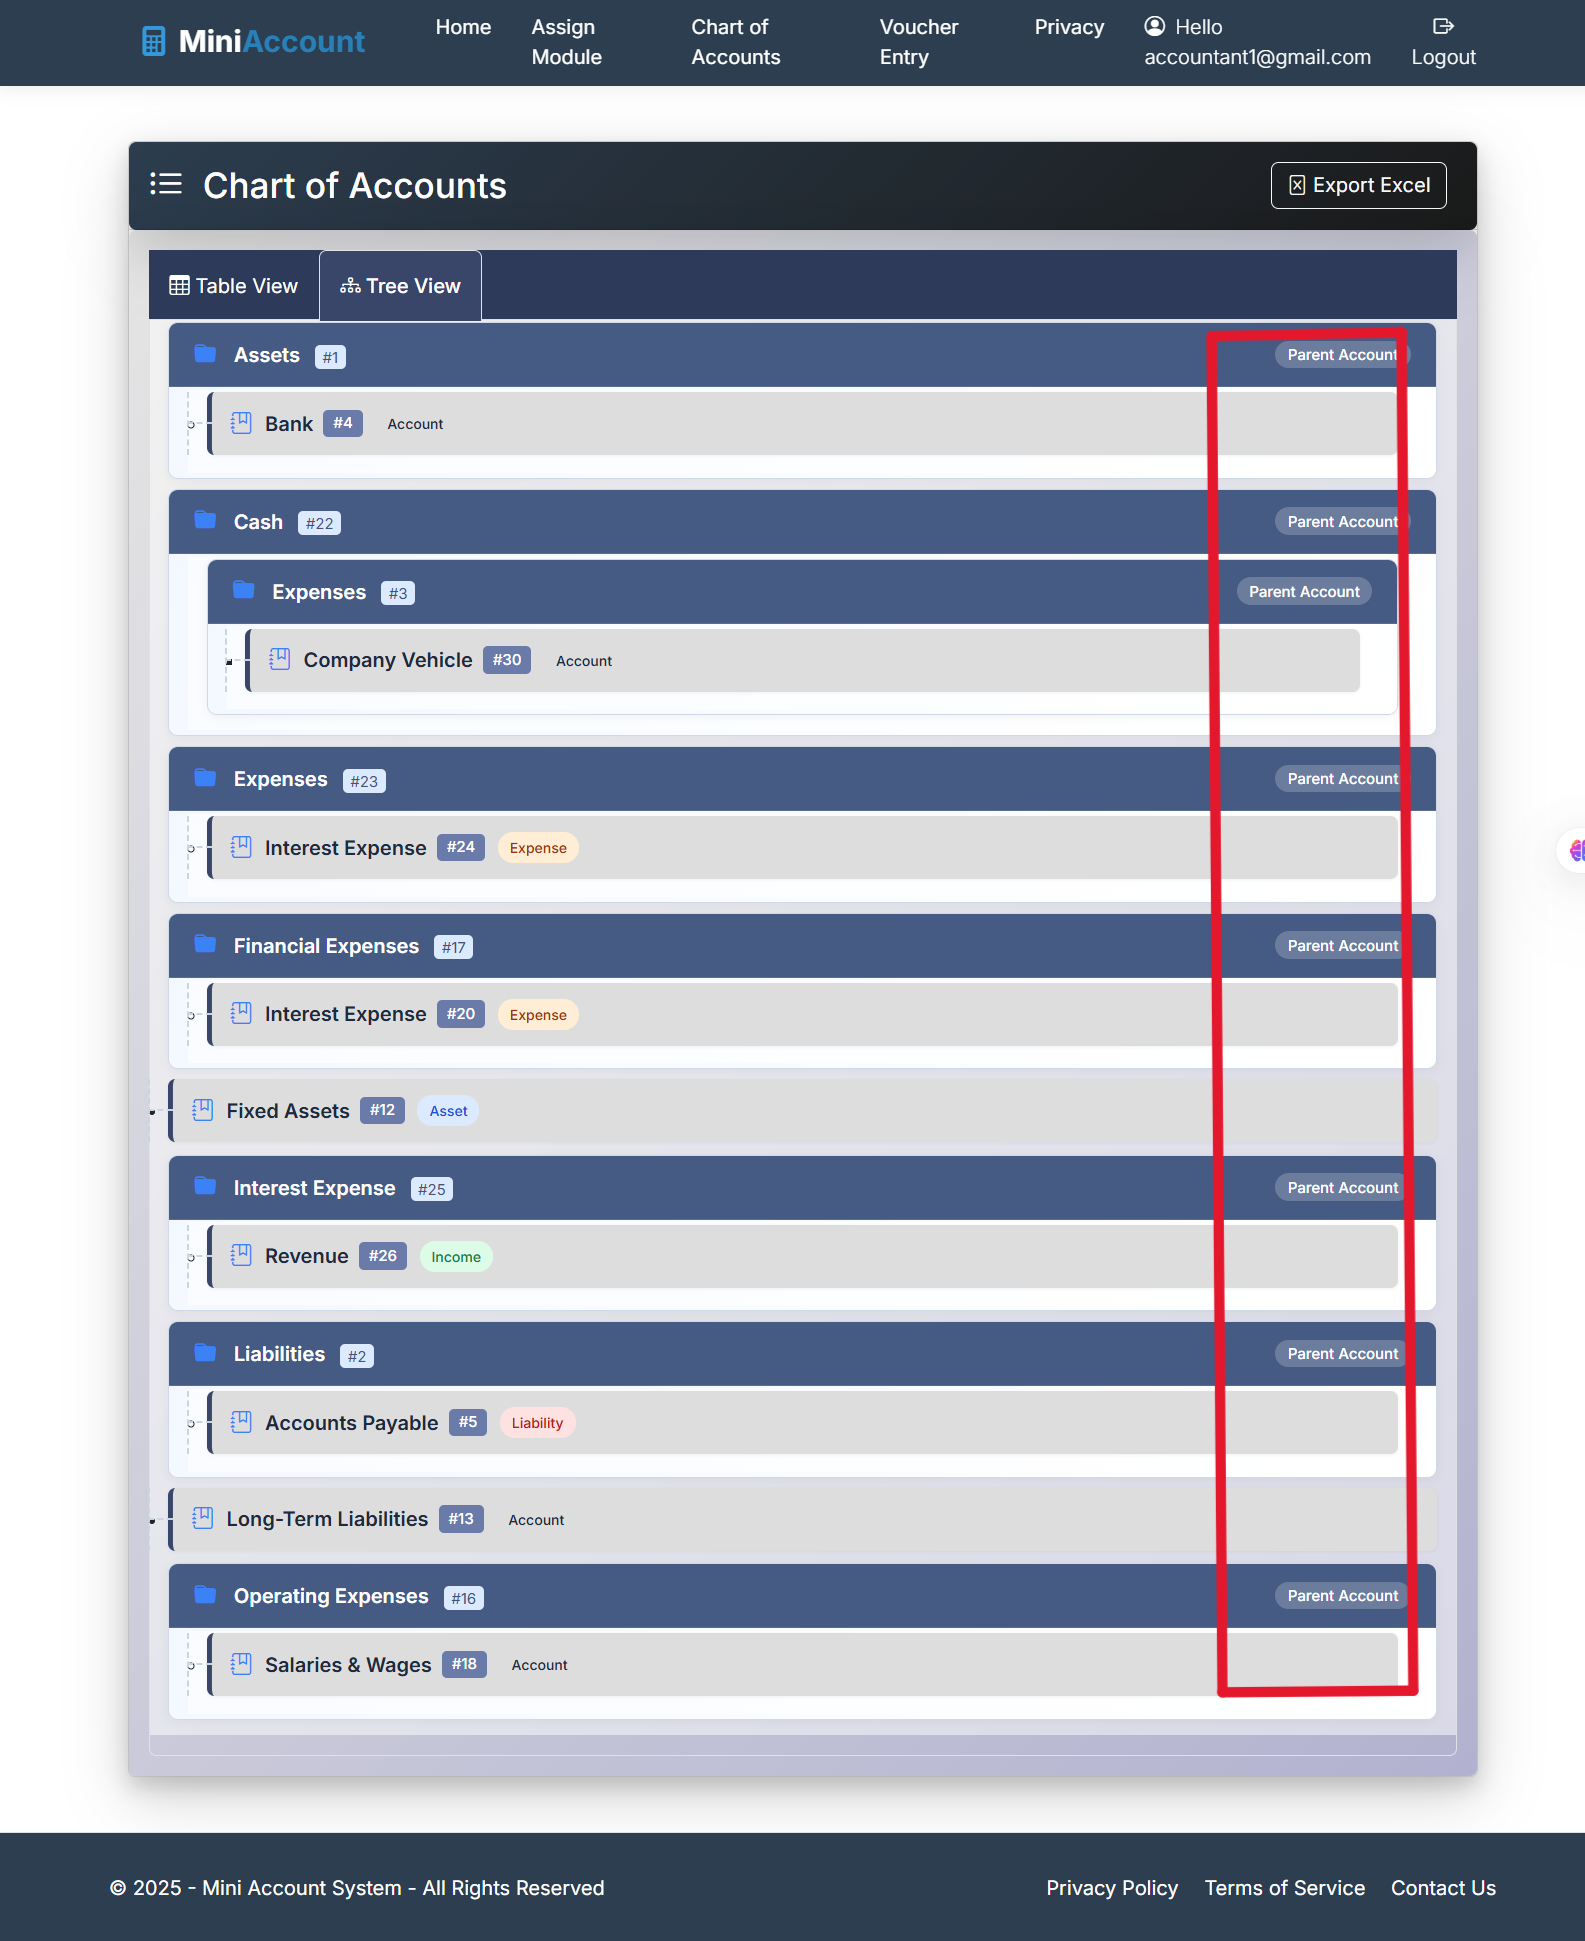 MiniAccount
Home
Assign
Module
Chart of
Accounts
Voucher
Entry
Privacy
Hello
accountant1@gmail.com
Logout
Chart of Accounts
Export Excel
Table View
Tree View
Assets #1 Parent Account
Bank #4 Account
Cash #22 Parent Account
Expenses #3 Parent Account
Company Vehicle #30 Account
Expenses #23 Parent Account
Interest Expense #24 Expense
Financial Expenses #17 Parent Account
Interest Expense #20 Expense
Fixed Assets #12 Asset
Interest Expense #25 Parent Account
Revenue #26 Income
Liabilities #2 Parent Account
Accounts Payable #5 Liability
Long-Term Liabilities #13 Account
Operating Expenses #16 Parent Account
Salaries & Wages #18 Account
© 2025 - Mini Account System - All Rights Reserved
Privacy Policy Terms of Service Contact Us